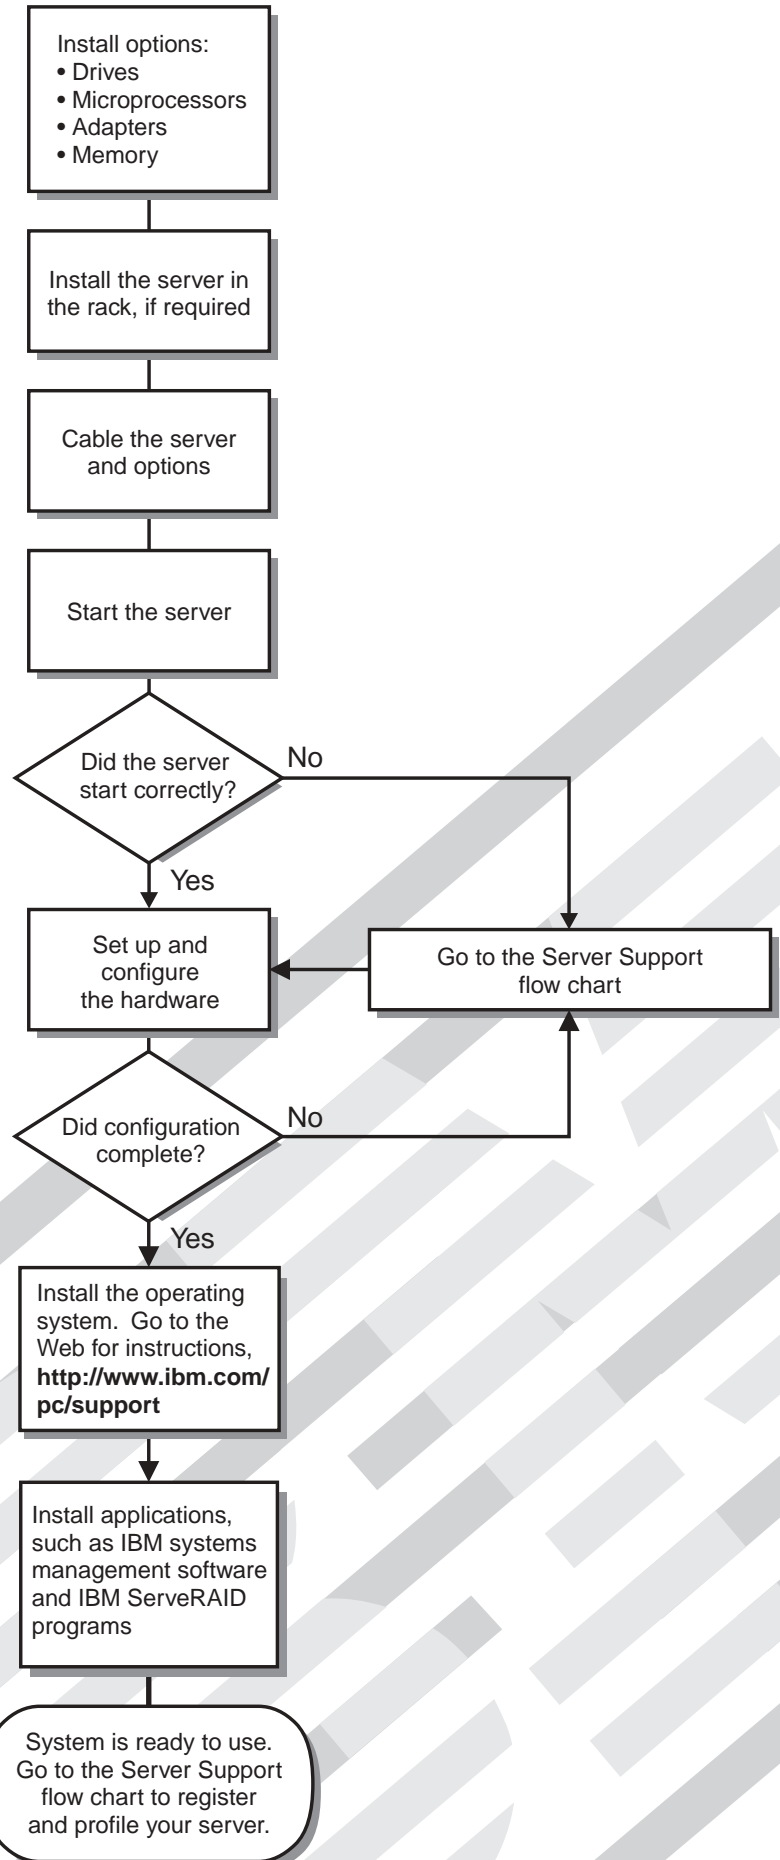 Install options:
• Drives
• Microprocessors
• Adapters
• Memory
Install the server in
the rack, if required
Cable the server
and options
Start the server
Did the server
start correctly?
No
Yes
Set up and
configure
the hardware
Go to the Server Support
flow chart
Did configuration
complete?
No
Yes
Install the operating
system.  Go to the
Web for instructions,
http://www.ibm.com/
pc/support
Install applications,
such as IBM systems
management software
and IBM ServeRAID
programs
System is ready to use.
Go to the Server Support
flow chart to register
and profile your server.